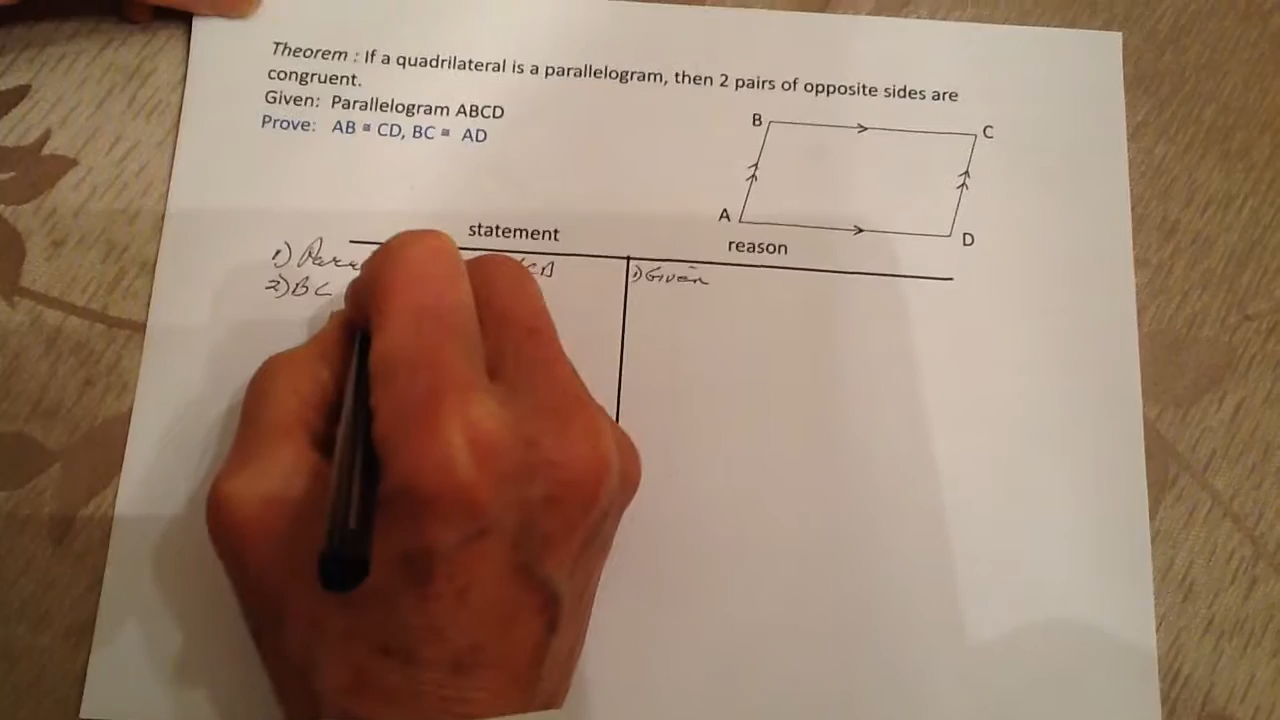 Theorem : If a quadrilateral is a parallelogram, then 2 pairs of opposite sides are
congruent.
Given: Parallelogram ABCD
Prove: AB ≅ CD, BC ≅ AD
B
C
A
D
statement
reason
1)
1) Given
2) BC